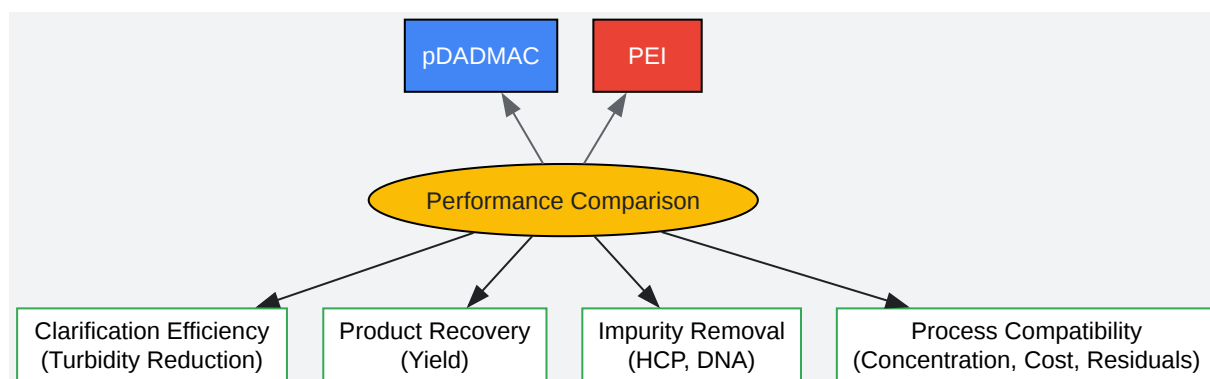 pDADMAC
PEI
Performance Comparison
Clarification Efficiency
(Turbidity Reduction)
Product Recovery
(Yield)
Impurity Removal
(HCP, DNA)
Process Compatibility
(Concentration, Cost, Residuals)